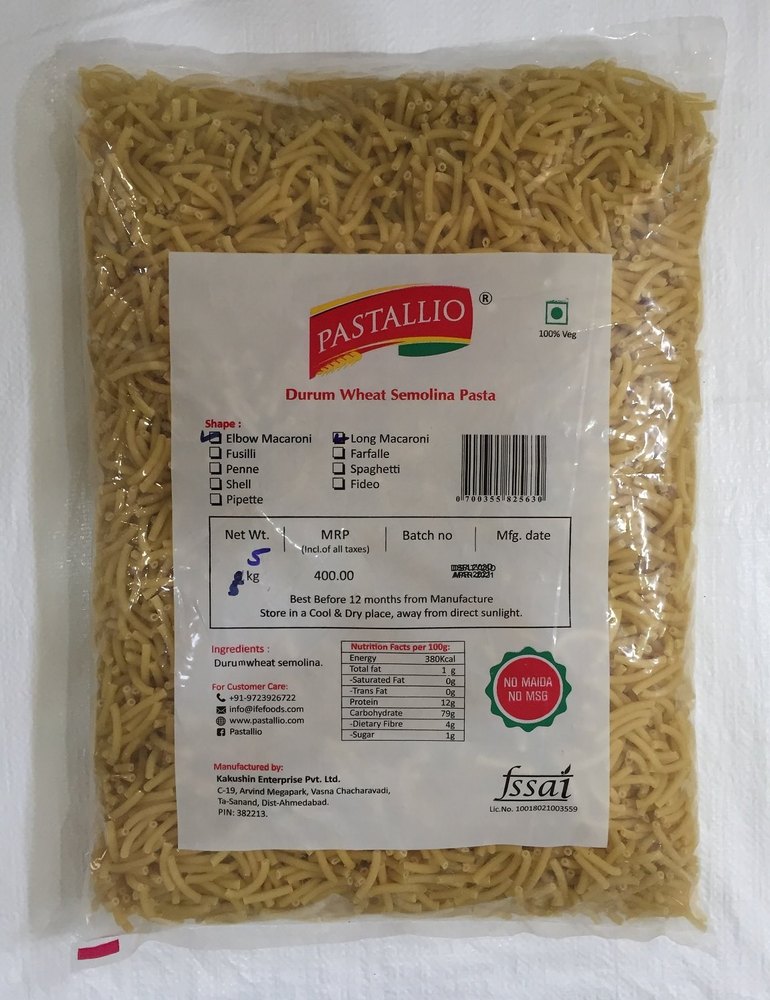 PASTALLIO ®
100% Veg
Durum Wheat Semolina Pasta
Shape :
Elbow Macaroni
Long Macaroni
Fusilli
Farfalle
Penne
Spaghetti
Shell
Fideo
Pipette
0 700355 825630
Net Wt.
MRP
Batch no
Mfg. date
(Incl.of all taxes)
5
kg
400.00
Best Before 12 months from Manufacture
Store in a Cool & Dry place, away from direct sunlight.
Ingredients :
Durumwheat semolina.
For Customer Care:
+91-9723926722
info@ifefoods.com
www.pastallio.com
Pastallio
Nutrition Facts per 100g:
Energy 380Kcal
Total fat 1 g
-Saturated Fat 0g
-Trans Fat 0g
Protein 12g
Carbohydrate 79g
-Dietary Fibre 4g
-Sugar 1g
NO MAIDA
NO MSG
Manufactured by:
Kakushin Enterprise Pvt. Ltd.
C-19, Arvind Megapark, Vasna Chacharavadi,
Ta-Sanand, Dist-Ahmedabad.
PIN: 382213.
fssai
Lic.No. 10018021003559